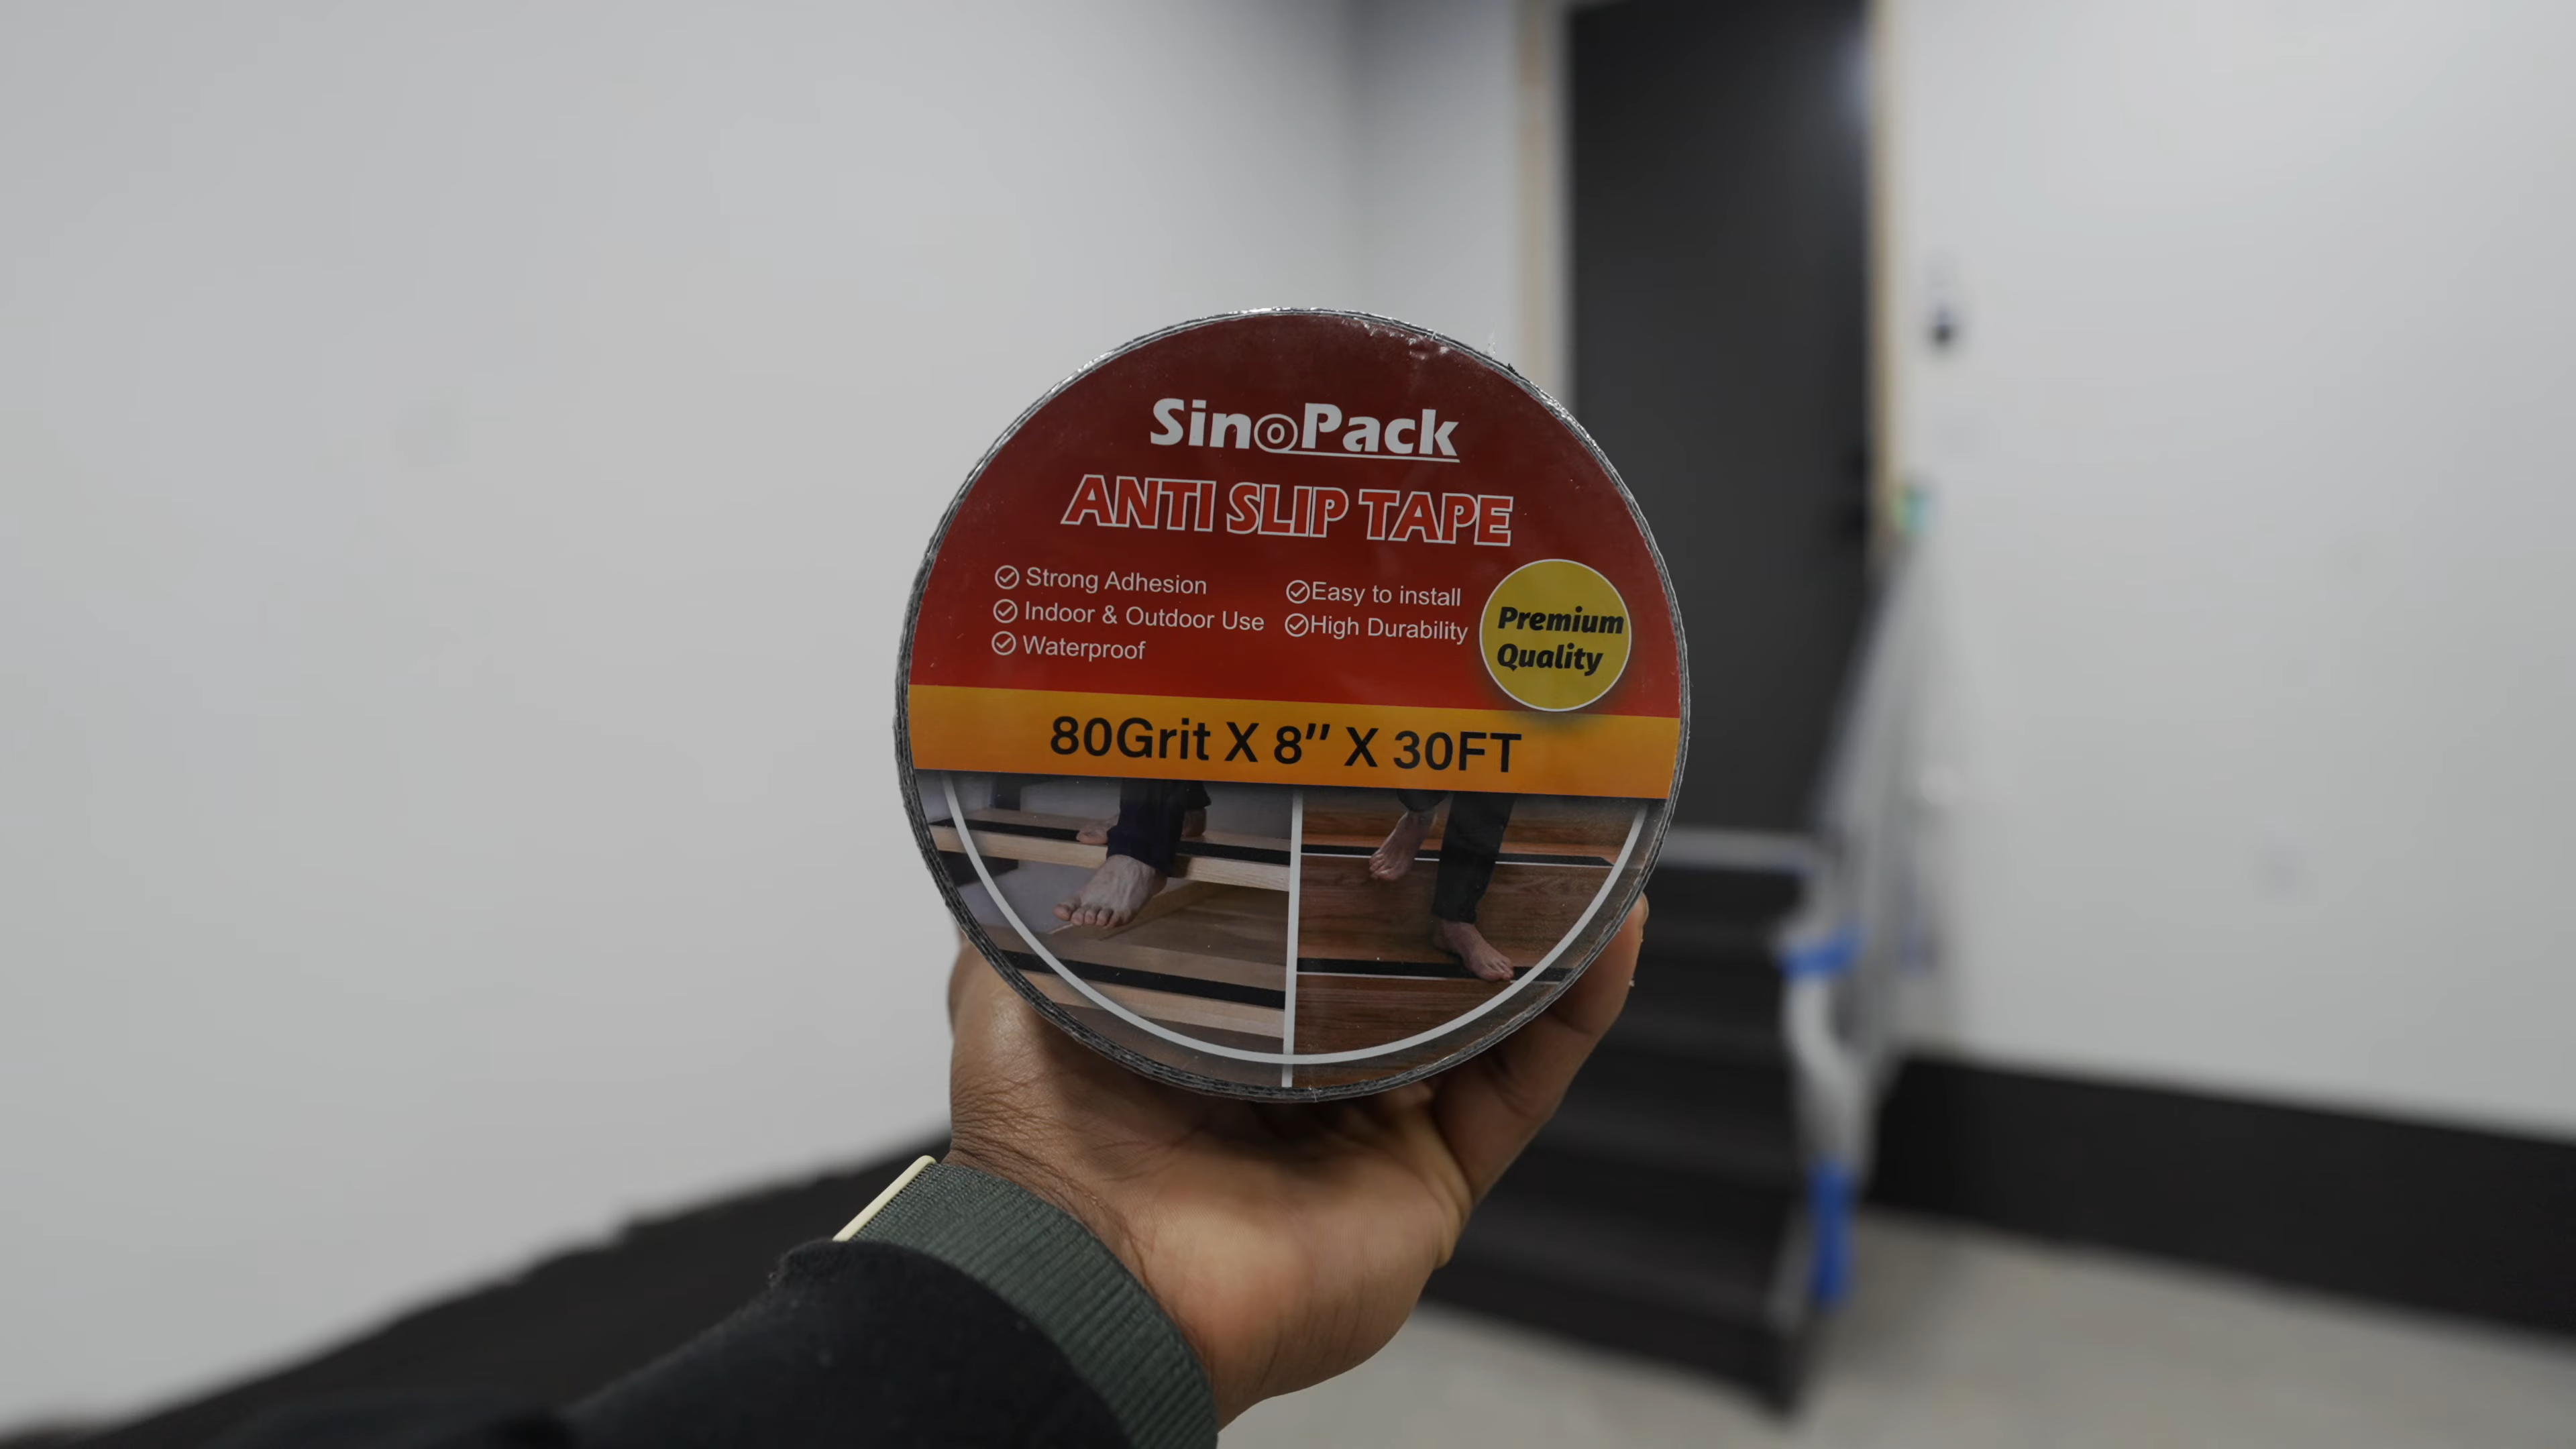 SinoPack
ANTI SLIP TAPE
Strong Adhesion
Indoor & Outdoor Use
Waterproof
Easy to install
High Durability
Premium
Quality
80Grit X 8” X 30FT